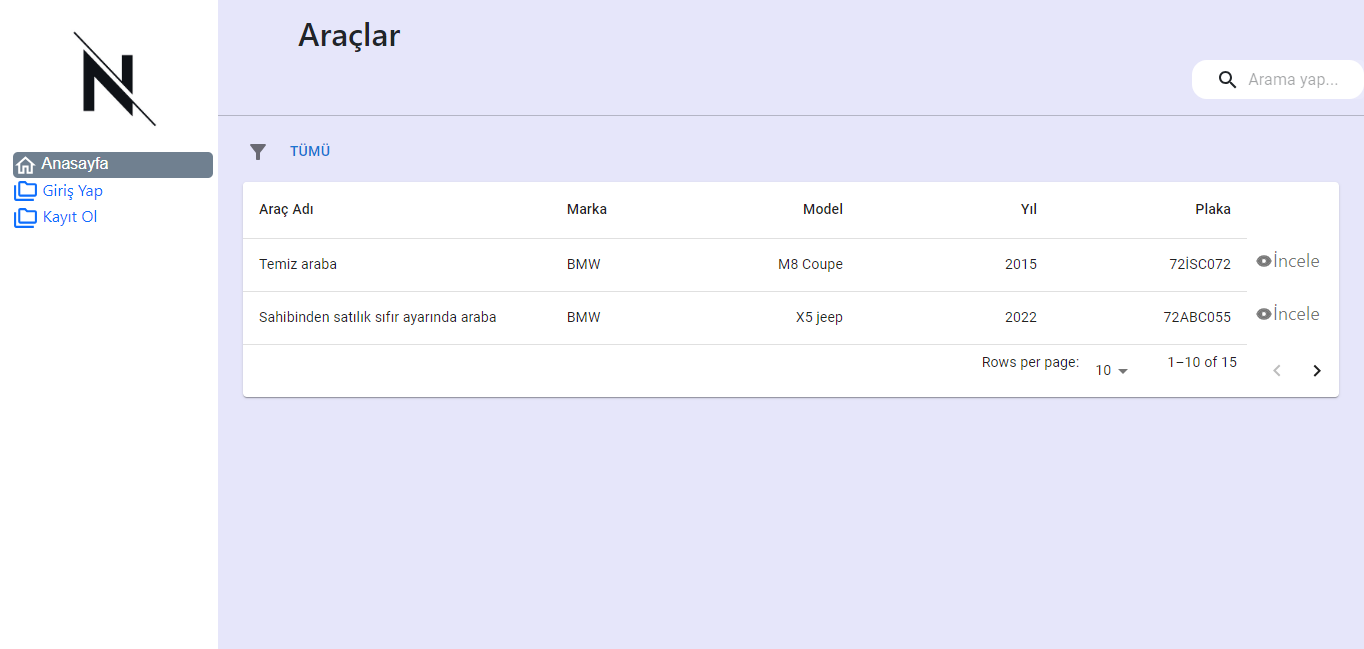 N
Araçlar
Arama yap...
Anasayfa
Giriş Yap
Kayıt Ol
TÜMÜ
Araç Adı Marka Model Yıl Plaka
Temiz araba BMW M8 Coupe 2015 72İSC072 İncele
Sahibinden satılık sıfır ayarında araba BMW X5 jeep 2022 72ABC055 İncele
Rows per page: 10 1–10 of 15